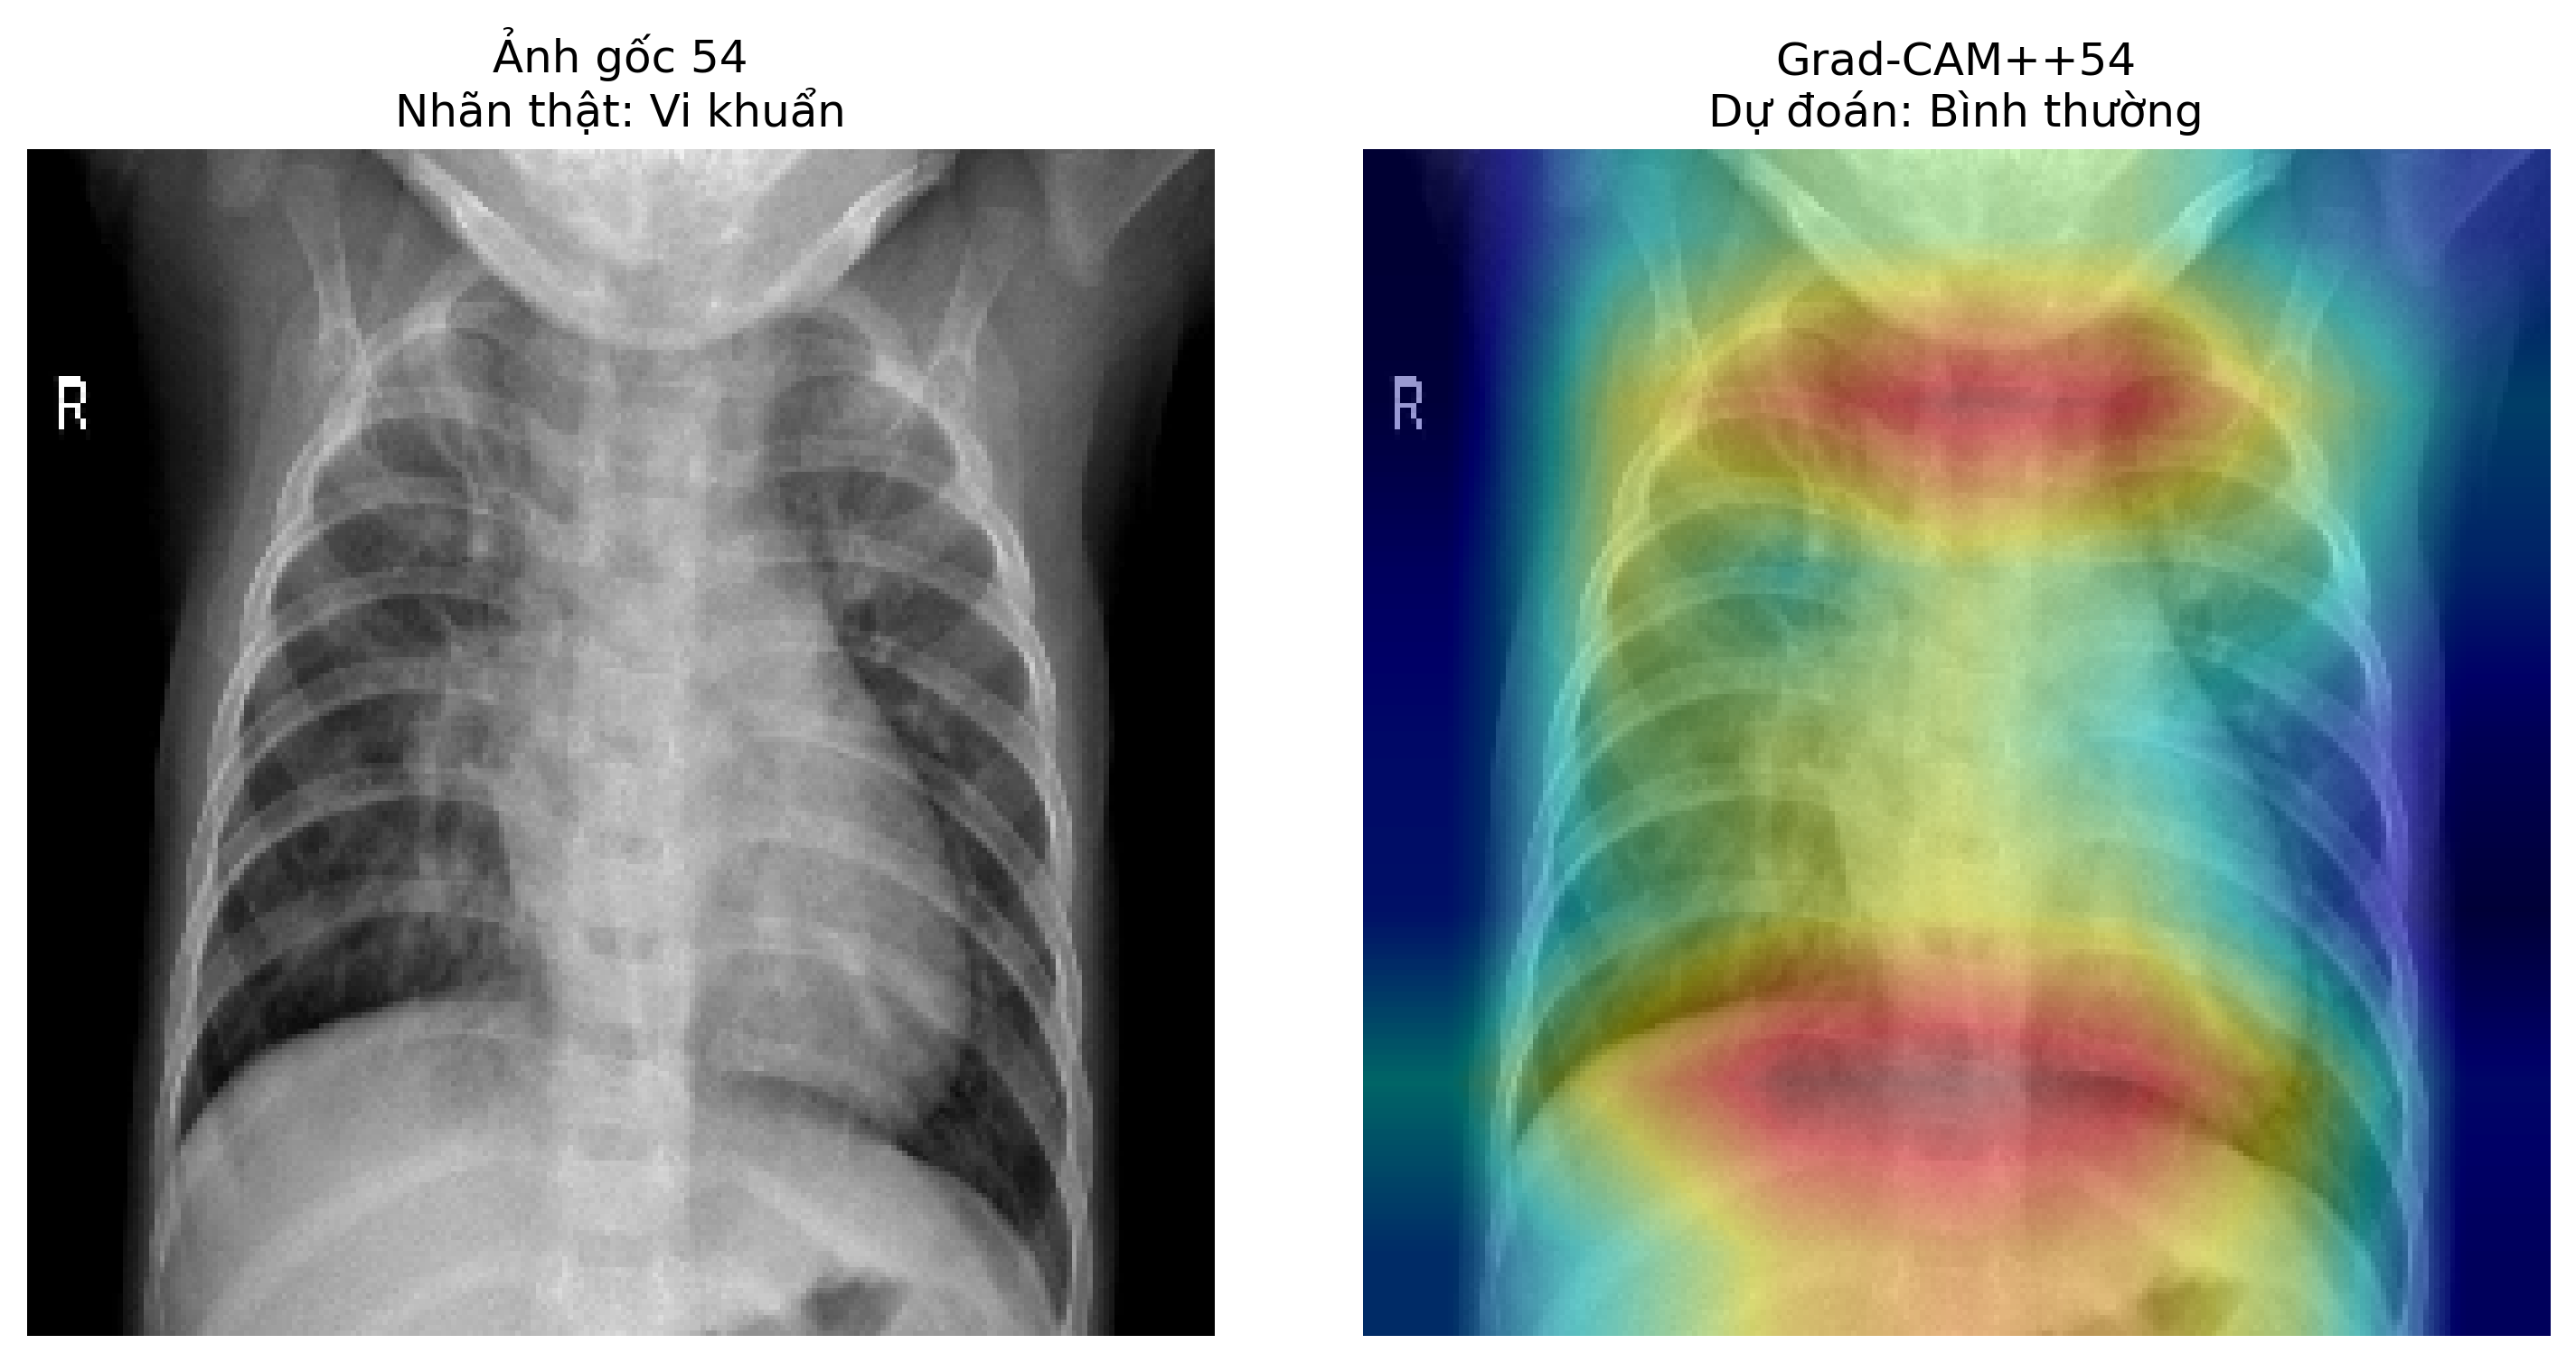 Ảnh gốc 54
Nhãn thật: Vi khuẩn
Grad-CAM++54
Dự đoán: Bình thường
R
R